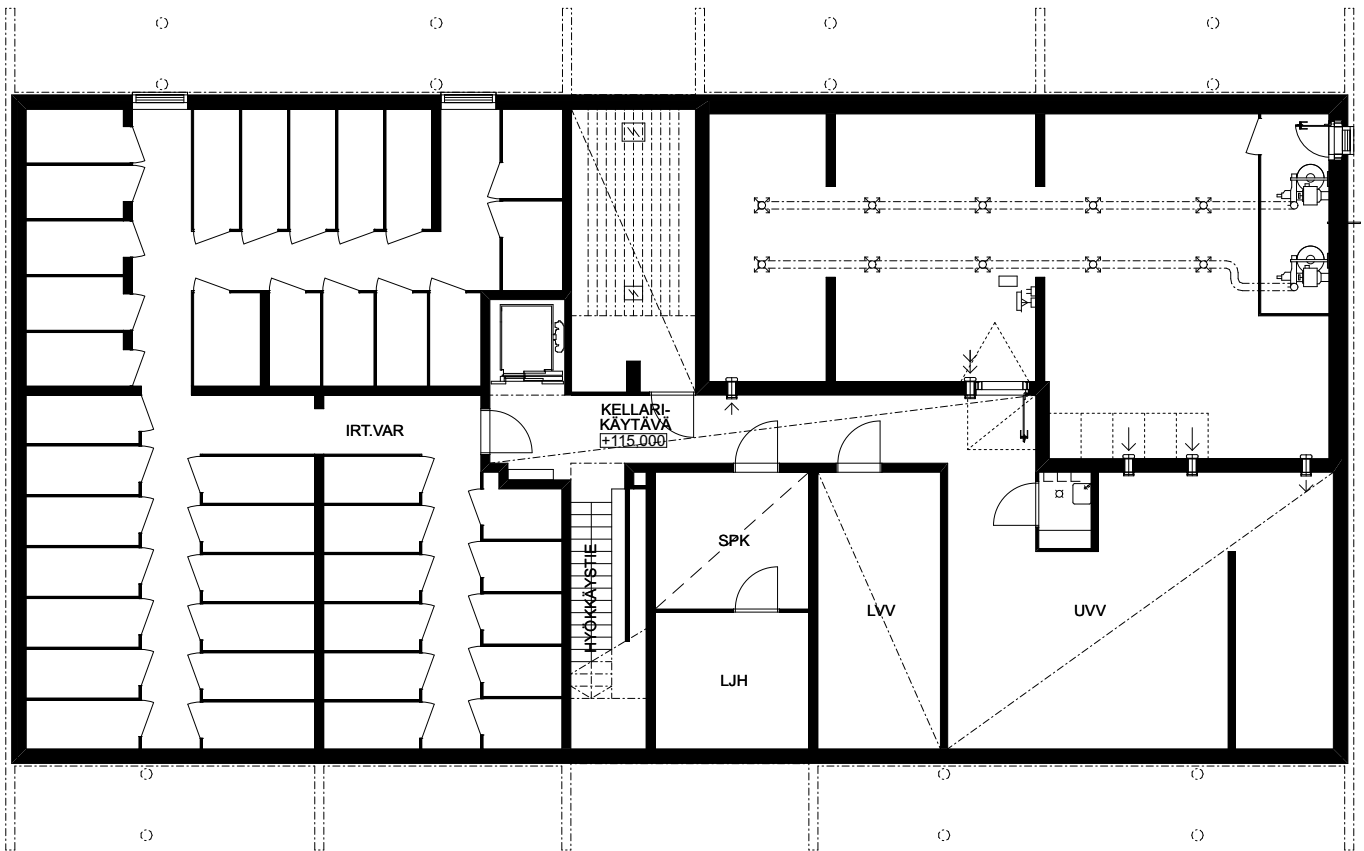 KELLARI-
KÄYTÄVÄ
+115.000
IRT.VAR
SPK
HYÖKKÄYSTIE
LVV
UVV
LJH